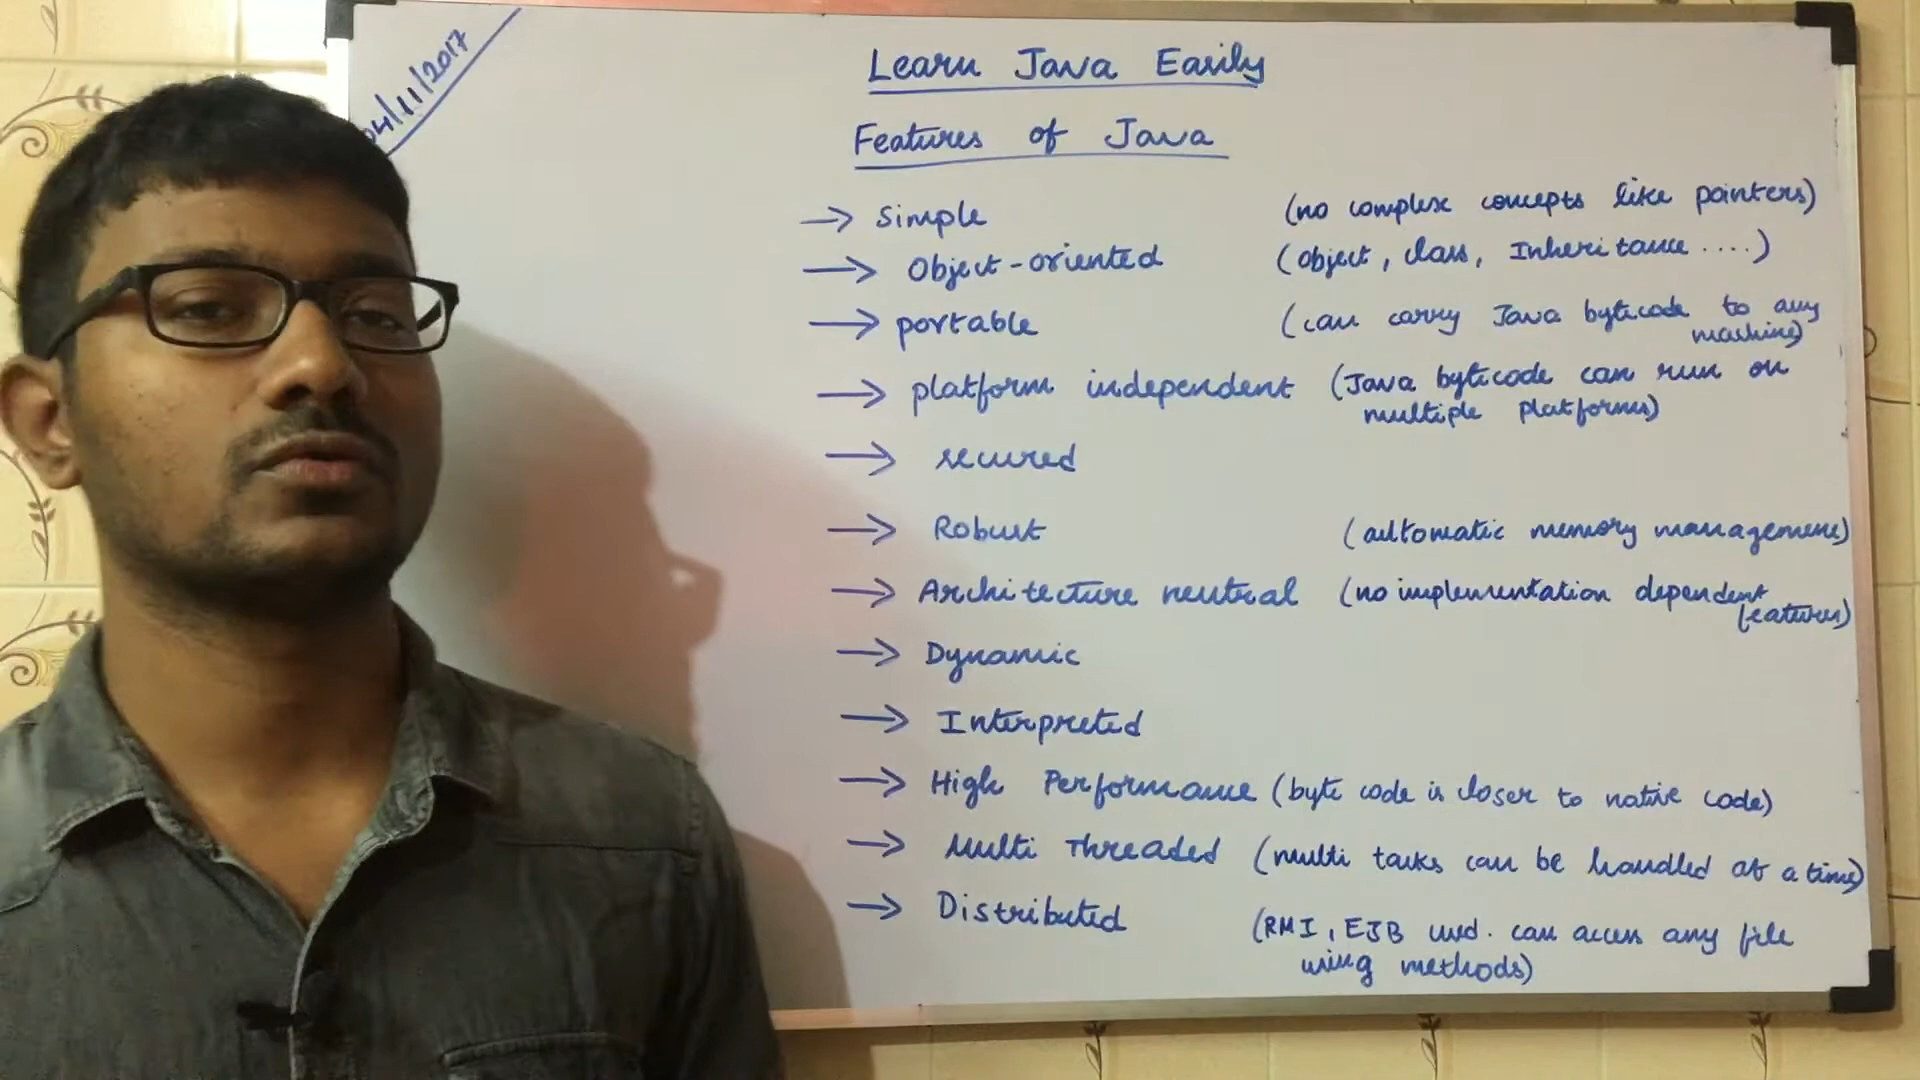 04/11/2017
Learn Java Easily
Features of Java
→ Simple (no complex concepts like pointers)
→ Object-oriented (object, class, Inheritance ....)
→ portable (can carry Java bytecode to any
machine)
→ platform independent (Java bytecode can run on
multiple platforms)
→ secured
→ Robust (automatic memory management)
→ Architecture neutral (no implementation dependent
features)
→ Dynamic
→ Interpreted
→ High Performance (byte code is closer to native code)
→ Multi Threaded (multi tasks can be handled at a time)
→ Distributed (RMI, EJB used. can access any file
using methods)